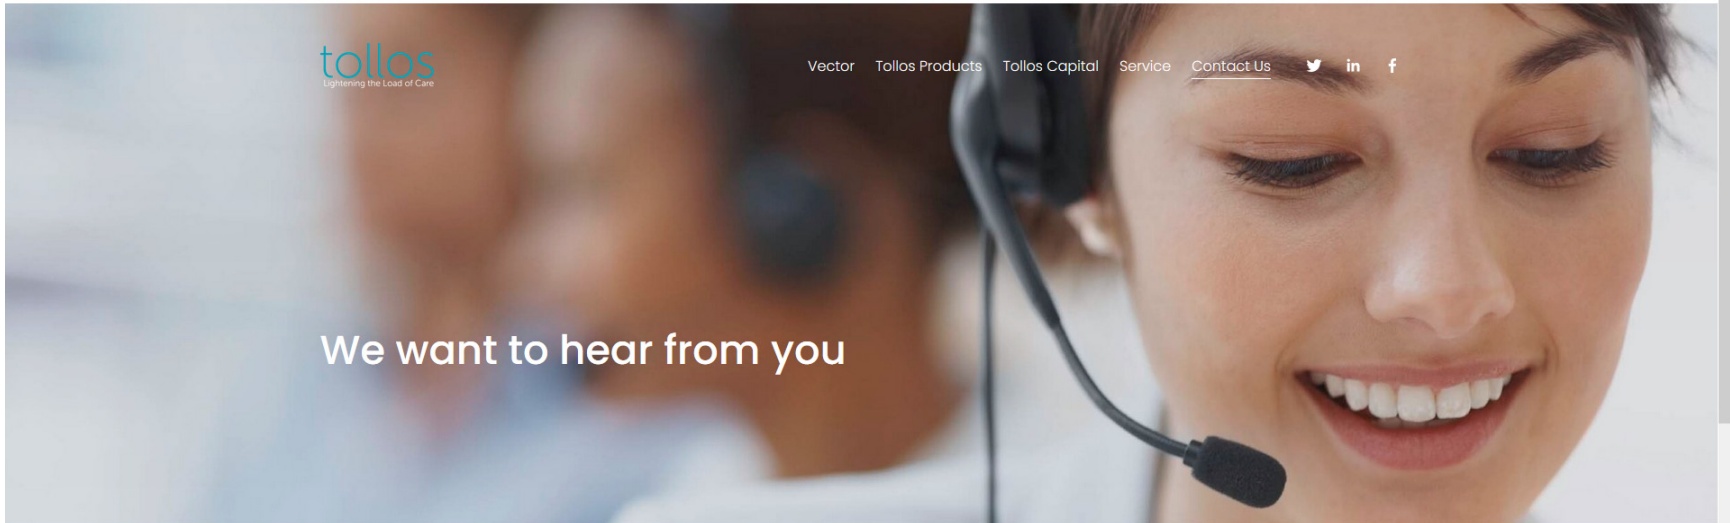 tollos
Lightening the Load of Care
Vector Tollos Products Tollos Capital Service Contact Us
We want to hear from you